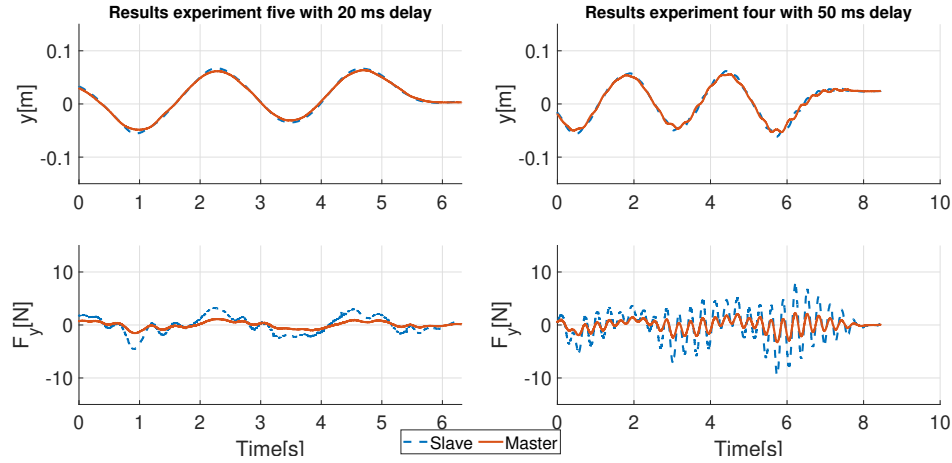 Results experiment five with 20 ms delay
0.1
0
-0.1
y[m]
0 1 2 3 4 5 6
Results experiment four with 50 ms delay
0.1
0
-0.1
y[m]
0 2 4 6 8 10
10
0
-10
F_y[N]
0 1 2 3 4 5 6
Time[s]
10
0
-10
F_y[N]
0 2 4 6 8 10
Time[s]
Slave Master